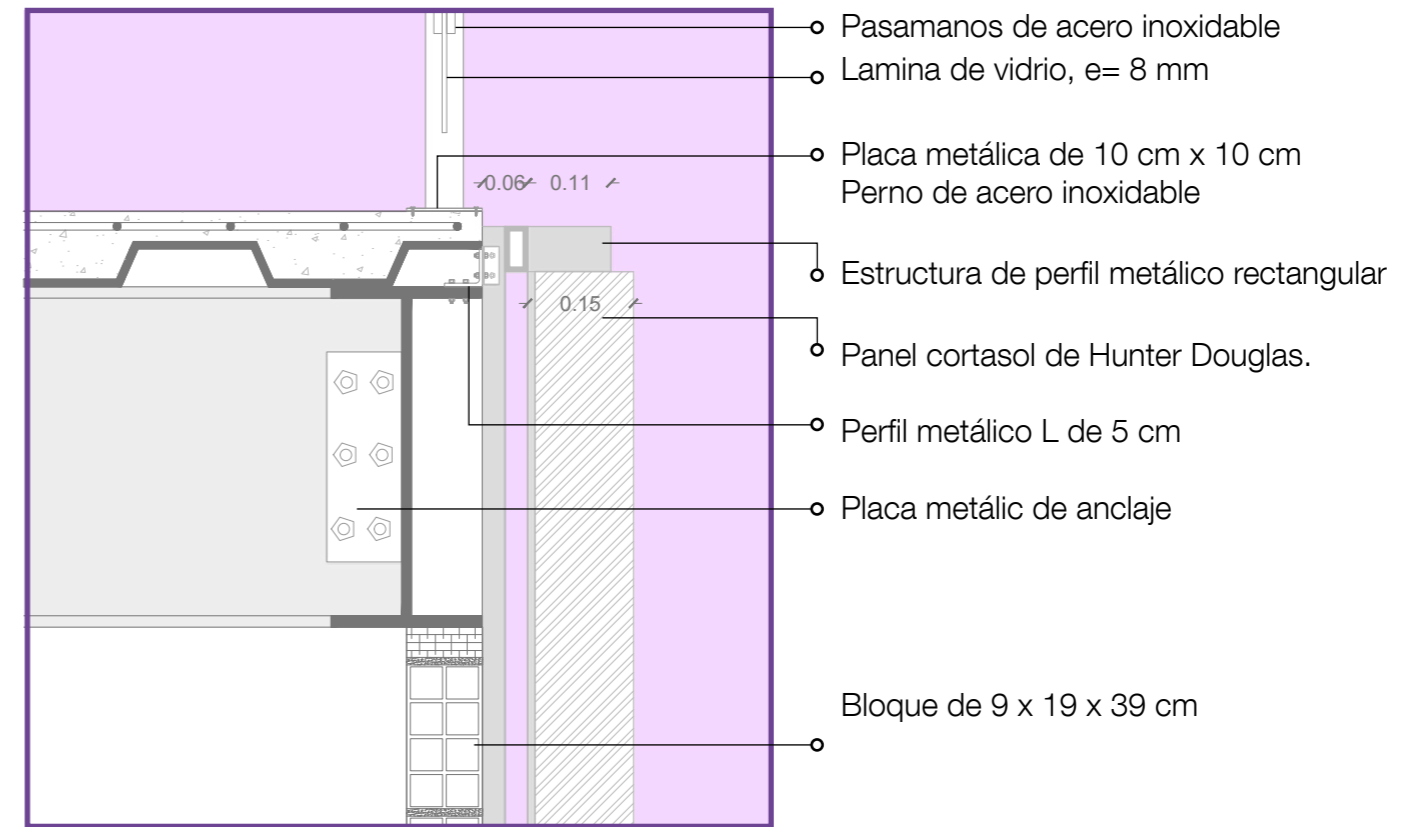 Pasamanos de acero inoxidable
Lamina de vidrio, e= 8 mm
Placa metálica de 10 cm x 10 cm
Perno de acero inoxidable
0.06
0.11
Estructura de perfil metálico rectangular
0.15
Panel cortasol de Hunter Douglas.
Perfil metálico L de 5 cm
Placa metálic de anclaje
Bloque de 9 x 19 x 39 cm